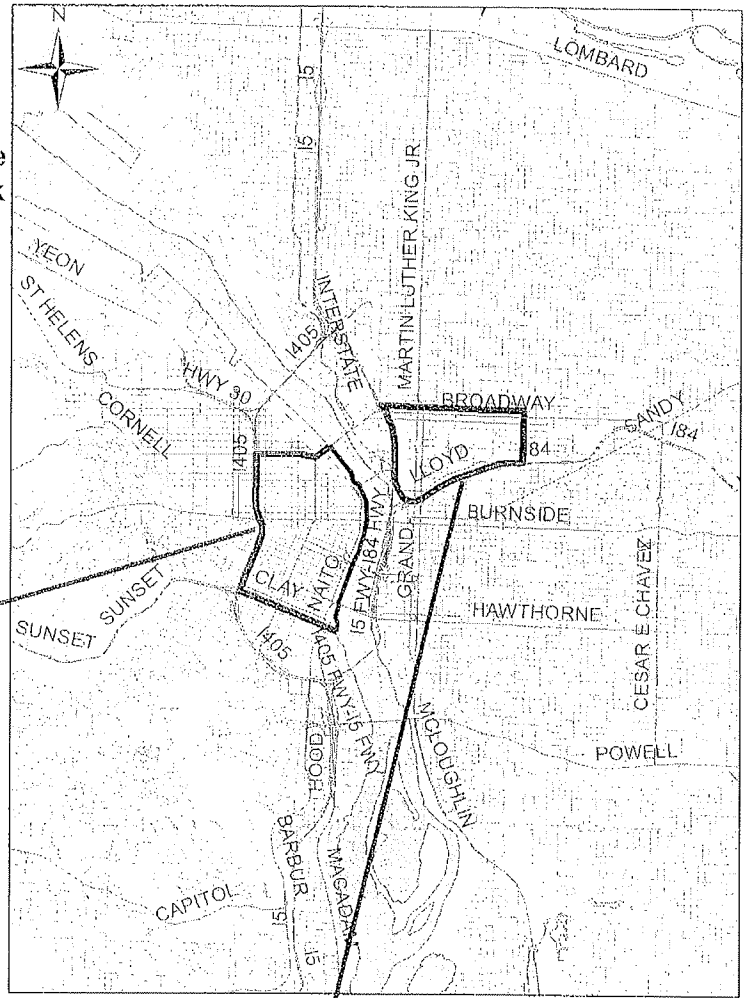 N
LOMBARD
I5
I5
MARTIN LUTHER KING JR
YEON
ST HELENS
INTERSTATE
I405
HWY 30
CORNELL
BROADWAY
SANDY
I84
I405
LLOYD
84
I5 FWY-I84 HWY
BURNSIDE
GRAND
NAITO
CLAY
SUNSET
SUNSET
HAWTHORNE
CESAR E CHAVEZ
I405
I405 FWY-I5 FWY
HOOD
MCLOUGHLIN
POWELL
BARBUR
MACADAM
CAPITOL
I5
I5